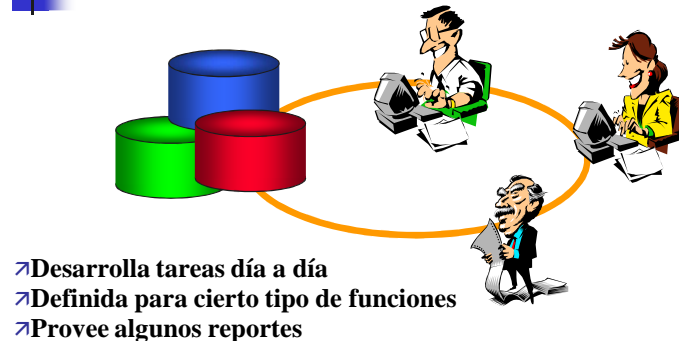 Desarrolla tareas día a día
Definida para cierto tipo de funciones
Provee algunos reportes